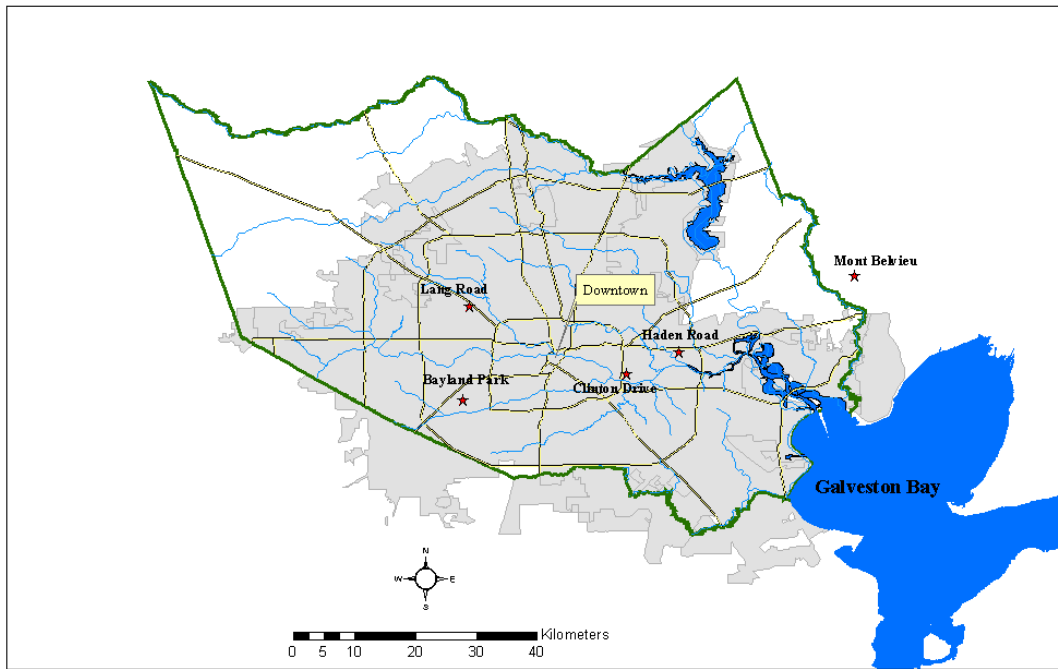 Mont Belvieu
Lang Road
Downtown
Haden Road
Bayland Park
Clinton Drive
Galveston Bay
N
W E
S
Kilometers
0 5 10 20 30 40